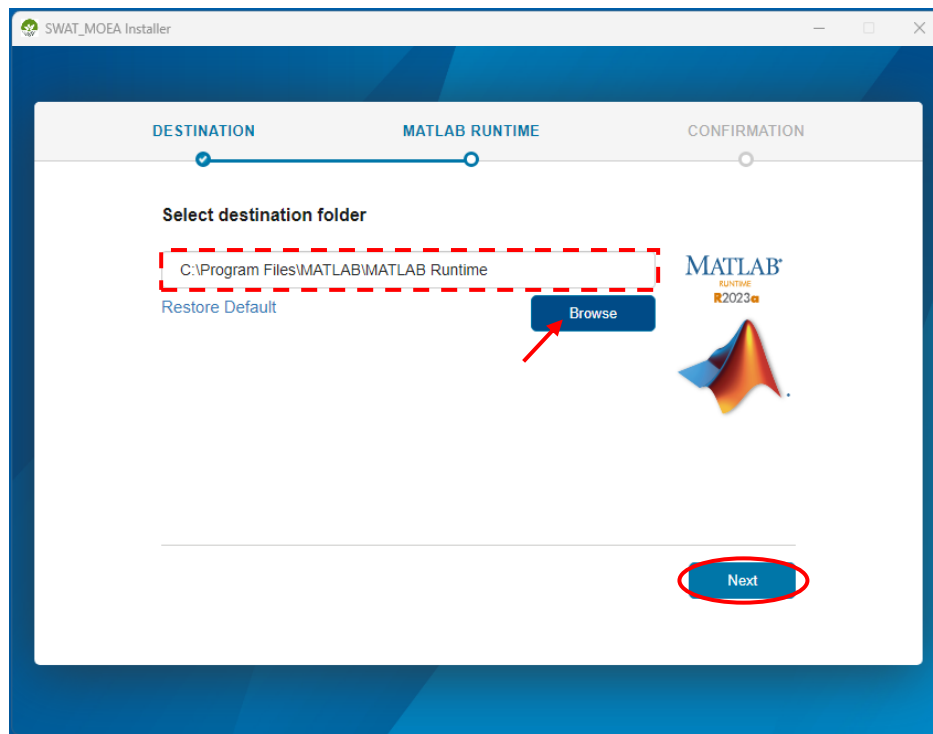 SWAT_MOEA Installer
DESTINATION
MATLAB RUNTIME
CONFIRMATION
Select destination folder
C:\Program Files\MATLAB\MATLAB Runtime
Restore Default
Browse
MATLAB®
RUNTIME
R2023a
Next